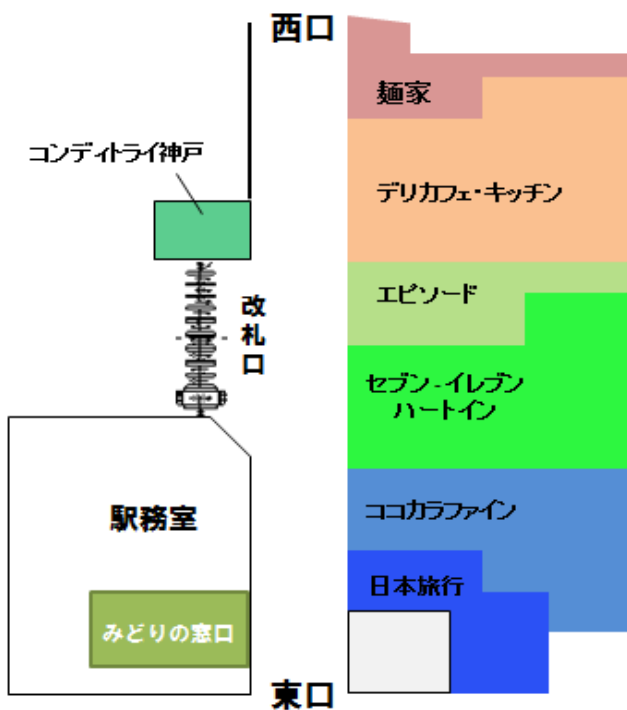 西口
麺家
コンディトライ神戸
デリカフェ・キッチン
改札口
エピソード
セブン-イレブン
ハートイン
駅務室
ココカラファイン
日本旅行
みどりの窓口
東口